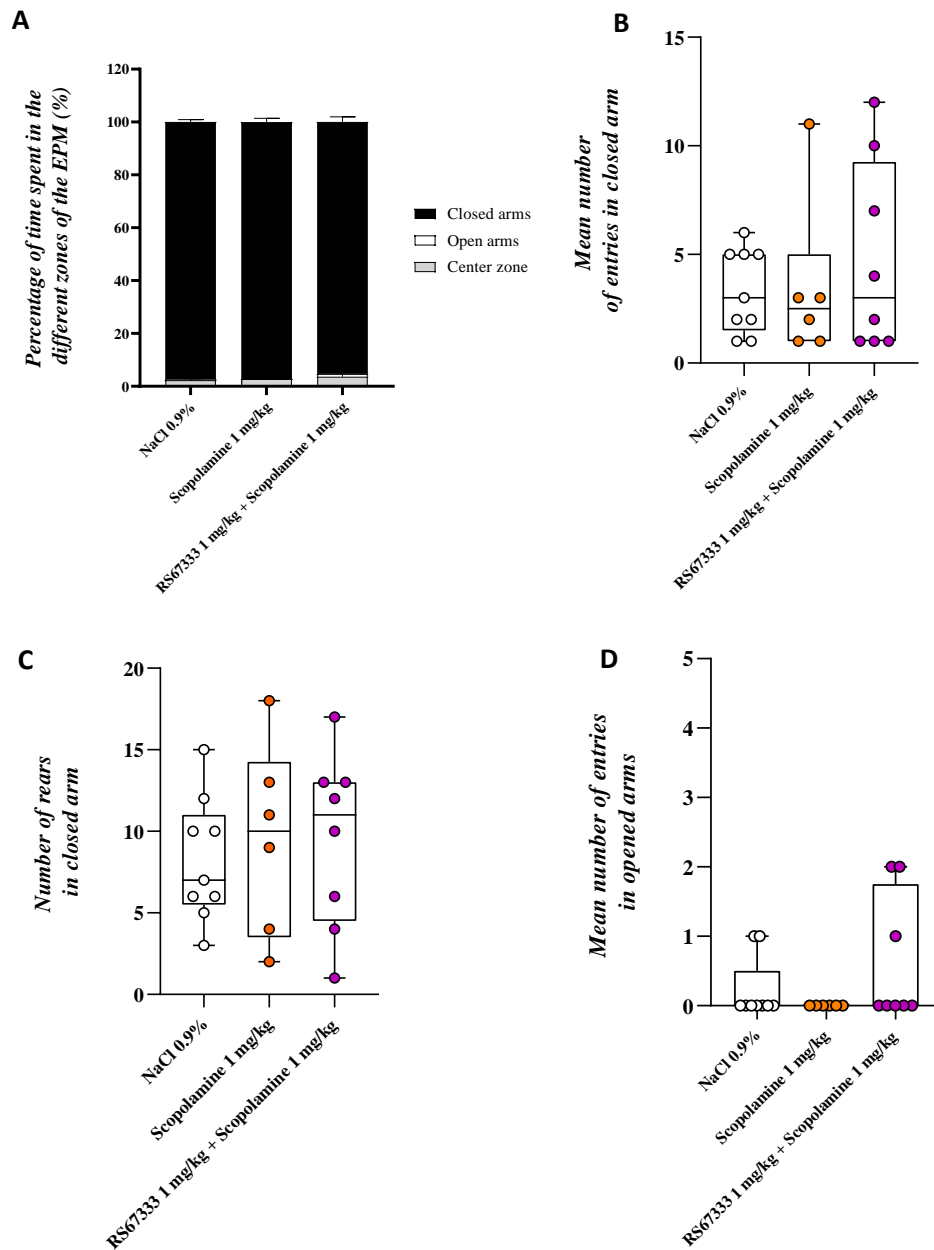 A
Percentage of time spent in the
different zones of the EPM (%)
120
100
80
60
40
20
0
NaCl 0.9%
Scopolamine 1 mg/kg
RS67333 1 mg/kg + Scopolamine 1 mg/kg
Closed arms
Open arms
Center zone
B
Mean number
of entries in closed arm
15
10
5
0
NaCl 0.9%
Scopolamine 1 mg/kg
RS67333 1 mg/kg + Scopolamine 1 mg/kg
C
Number of rears
in closed arm
20
15
10
5
0
NaCl 0.9%
Scopolamine 1 mg/kg
RS67333 1 mg/kg + Scopolamine 1 mg/kg
D
Mean number of entries
in opened arms
5
4
3
2
1
0
NaCl 0.9%
Scopolamine 1 mg/kg
RS67333 1 mg/kg + Scopolamine 1 mg/kg